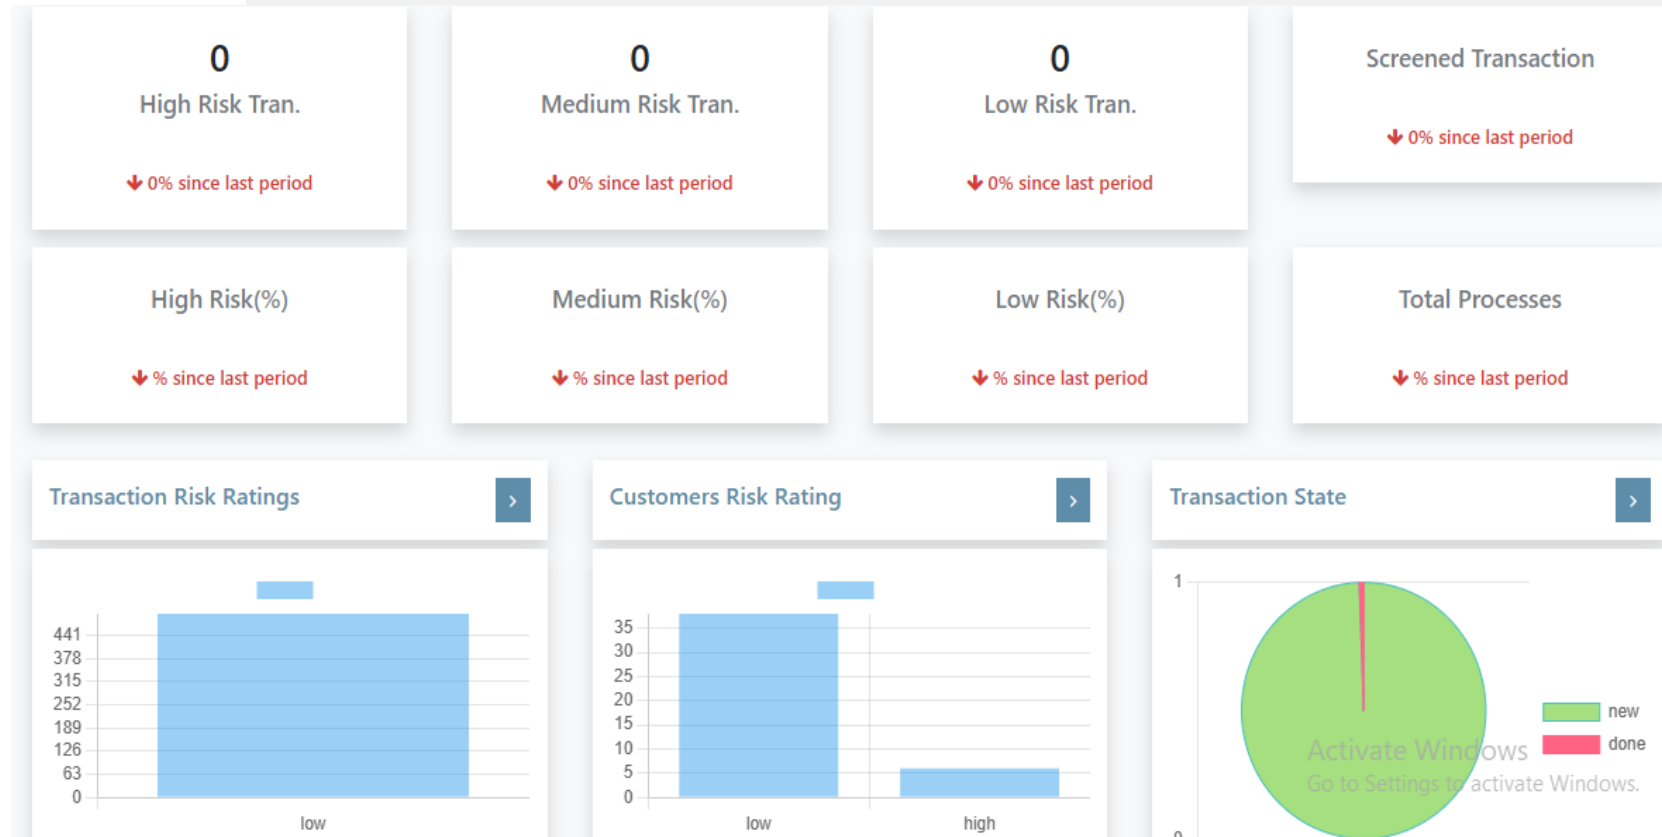 0
High Risk Tran.
0% since last period
0
Medium Risk Tran.
0% since last period
0
Low Risk Tran.
0% since last period
Screened Transaction
0% since last period
High Risk(%)
% since last period
Medium Risk(%)
% since last period
Low Risk(%)
% since last period
Total Processes
% since last period
Transaction Risk Ratings
441
378
315
252
189
126
63
0
low
Customers Risk Rating
35
30
25
20
15
10
5
0
low high
Transaction State
1
new
done
Activate Windows
Go to Settings to activate Windows.